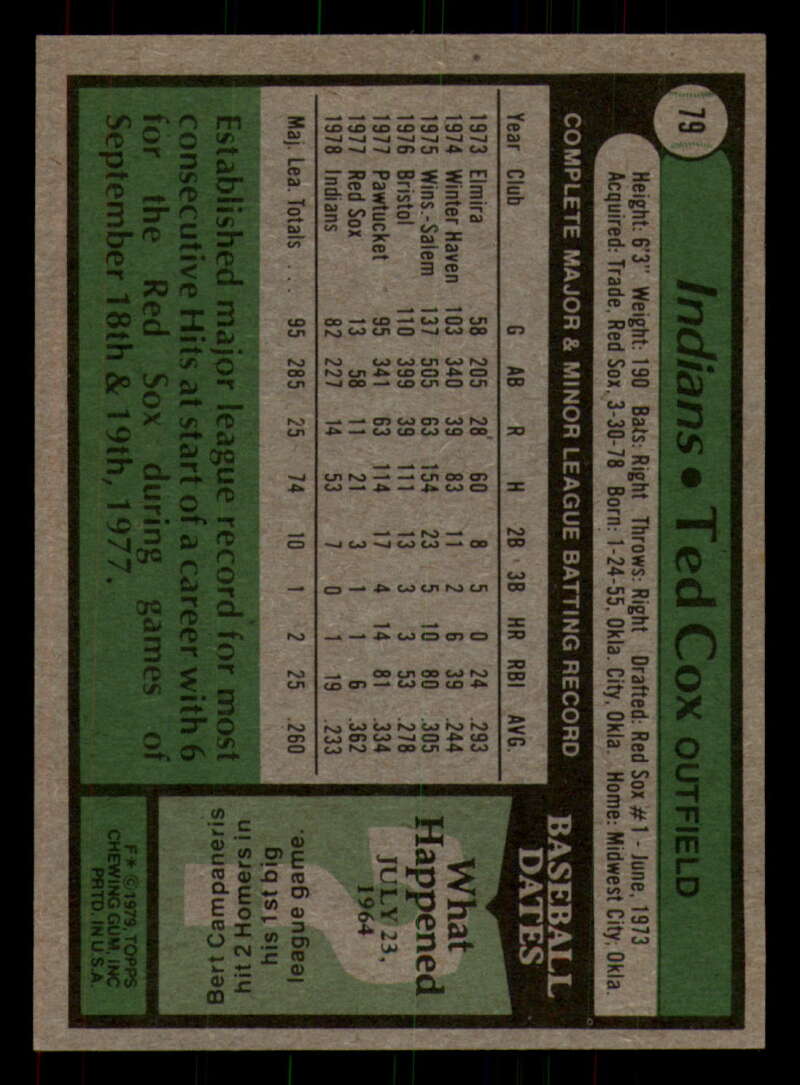 79
Indians • Ted Cox OUTFIELD
Height: 6'3" Weight: 190 Bats: Right Throws: Right Drafted: Red Sox #1 - June, 1973
Acquired: Trade, Red Sox, 3-30-78 Born: 1-24-55, Okla. City, Okla. Home: Midwest City, Okla.
COMPLETE MAJOR & MINOR LEAGUE BATTING RECORD
Year Club G AB R H 2B 3B HR RBI AVG.
1973 Elmira 58 205 28 60 8 5 0 24 .293
1974 Winter Haven 103 340 39 83 11 2 6 39 .244
1975 Wins.-Salem 137 505 63 154 23 5 10 80 .305
1976 Bristol 110 399 39 111 13 3 3 53 .278
1977 Pawtucket 95 341 63 114 17 4 14 81 .334
1977 Red Sox 13 58 11 21 3 1 1 6 .362
1978 Indians 82 227 14 53 7 0 1 19 .233
Maj. Lea. Totals .... 95 285 25 74 10 1 2 25 .260
Established major league record for most
consecutive Hits at start of a career with 6
for the Red Sox during games of
September 18th & 19th, 1977.
BASEBALL
DATES
What
Happened
JULY 23,
1964
Bert Campaneris
hit 2 Homers in
his 1st big
league game.
F* © 1979, TOPPS
CHEWING GUM, INC
PRTD. IN U.S.A.